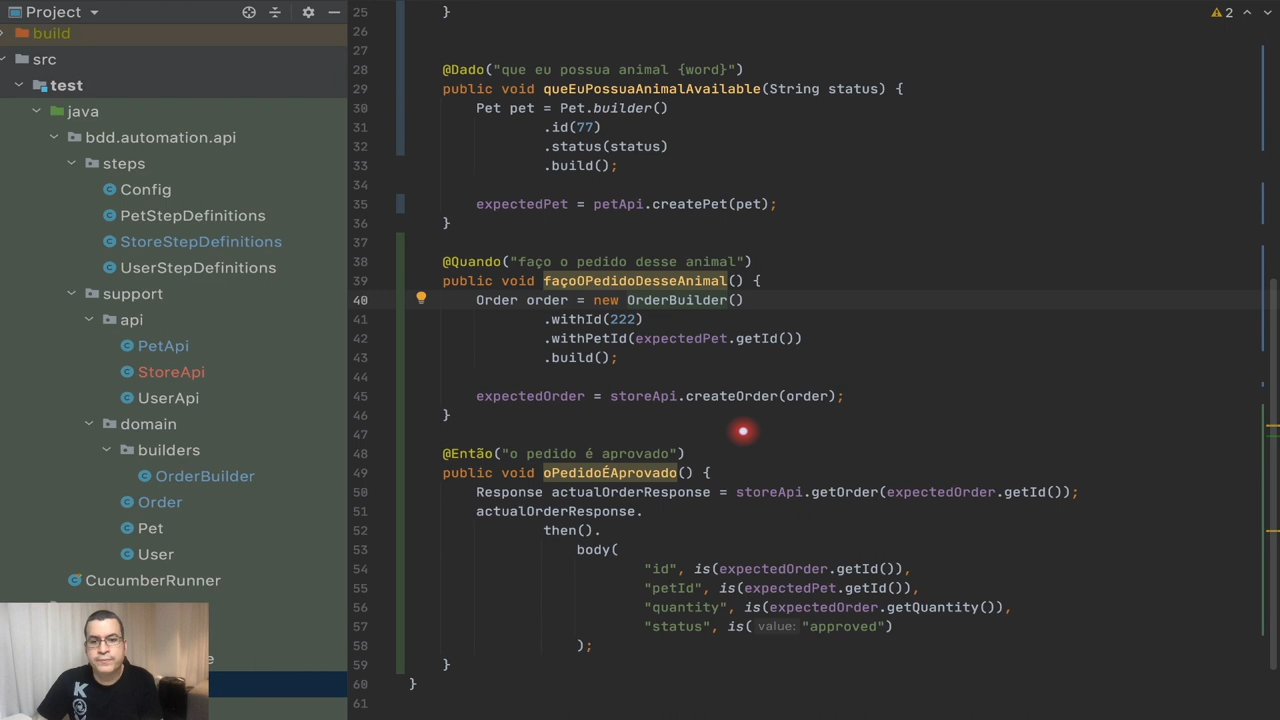 Project
2
build
src
test
java
bdd.automation.api
steps
Config
PetStepDefinitions
StoreStepDefinitions
UserStepDefinitions
support
api
PetApi
StoreApi
UserApi
domain
builders
OrderBuilder
Order
Pet
User
CucumberRunner
25 }
26
27
28 @Dado("que eu possua animal {word}")
29 public void queEuPossuaAnimalAvailable(String status) {
30 Pet pet = Pet.builder()
31 .id(77)
32 .status(status)
33 .build();
34
35 expectedPet = petApi.createPet(pet);
36 }
37
38 @Quando("faço o pedido desse animal")
39 public void façoOPedidoDesseAnimal() {
40 Order order = new OrderBuilder()
41 .withId(222)
42 .withPetId(expectedPet.getId())
43 .build();
44
45 expectedOrder = storeApi.createOrder(order);
46 }
47
48 @Então("o pedido é aprovado")
49 public void oPedidoÉAprovado() {
50 Response actualOrderResponse = storeApi.getOrder(expectedOrder.getId());
51 actualOrderResponse.
52 then().
53 body(
54 "id", is(expectedOrder.getId()),
55 "petId", is(expectedPet.getId()),
56 "quantity", is(expectedOrder.getQuantity()),
57 "status", is( value: "approved")
58 );
59 }
60 }
61